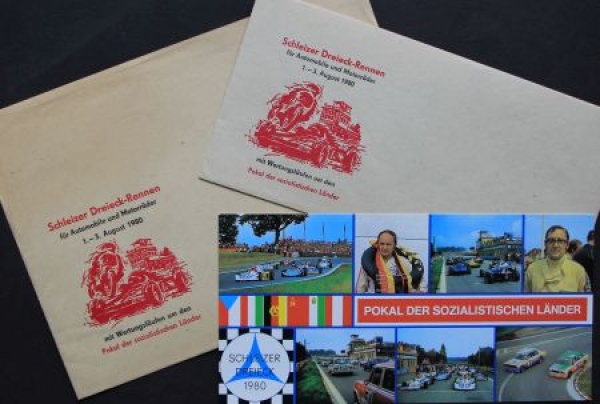 Schleizer Dreieck-Rennen
für Automobile und Motorräder
1. – 3. August 1980
mit Wertungsläufen um den
Pokal der sozialistischen Länder
Schleizer Dreieck-Rennen
für Automobile und Motorräder
1. – 3. August 1980
mit Wertungsläufen um den
Pokal der sozialistischen Länder
POKAL DER SOZIALISTISCHEN LÄNDER
SCHLEIZER
DREIECK
1980